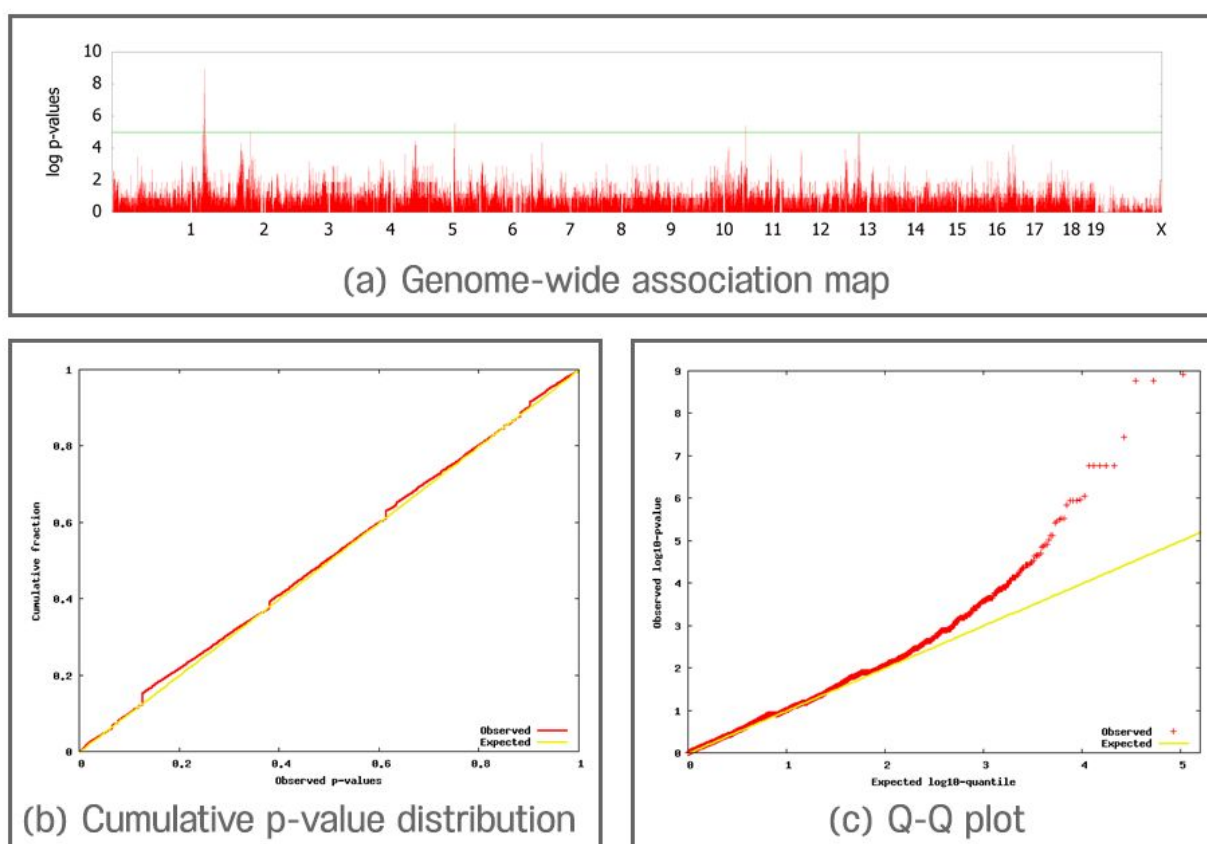 10
8
6
4
2
0
log p-values
1 2 3 4 5 6 7 8 9 10 11 12 13 14 15 16 17 18 19 X
(a) Genome-wide association map
1
0.8
0.6
0.4
0.2
0
Cumulative fraction
Observed
Expected
0 0.2 0.4 0.6 0.8 1
Observed p-values
(b) Cumulative p-value distribution
9
8
7
6
5
4
3
2
1
0
Observed log10-pvalue
Observed
Expected
0 1 2 3 4 5
Expected log10-quantile
(c) Q-Q plot